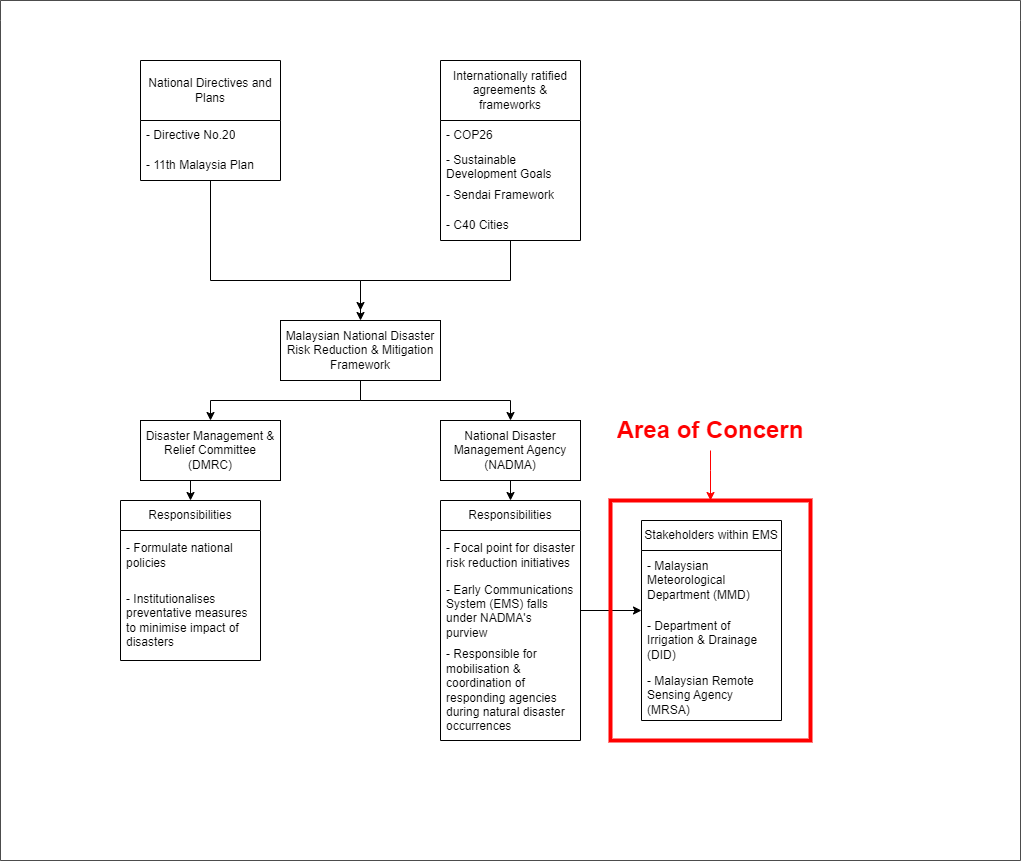 National Directives and
Plans
- Directive No.20
- 11th Malaysia Plan
Internationally ratified
agreements &
frameworks
- COP26
- Sustainable
Development Goals
- Sendai Framework
- C40 Cities
Malaysian National Disaster
Risk Reduction & Mitigation
Framework
Disaster Management &
Relief Committee
(DMRC)
Responsibilities
- Formulate national
policies
- Institutionalises
preventative measures
to minimise impact of
disasters
National Disaster
Management Agency
(NADMA)
Responsibilities
- Focal point for disaster
risk reduction initiatives
- Early Communications
System (EMS) falls
under NADMA's
purview
- Responsible for
mobilisation &
coordination of
responding agencies
during natural disaster
occurrences
Area of Concern
Stakeholders within EMS
- Malaysian
Meteorological
Department (MMD)
- Department of
Irrigation & Drainage
(DID)
- Malaysian Remote
Sensing Agency
(MRSA)